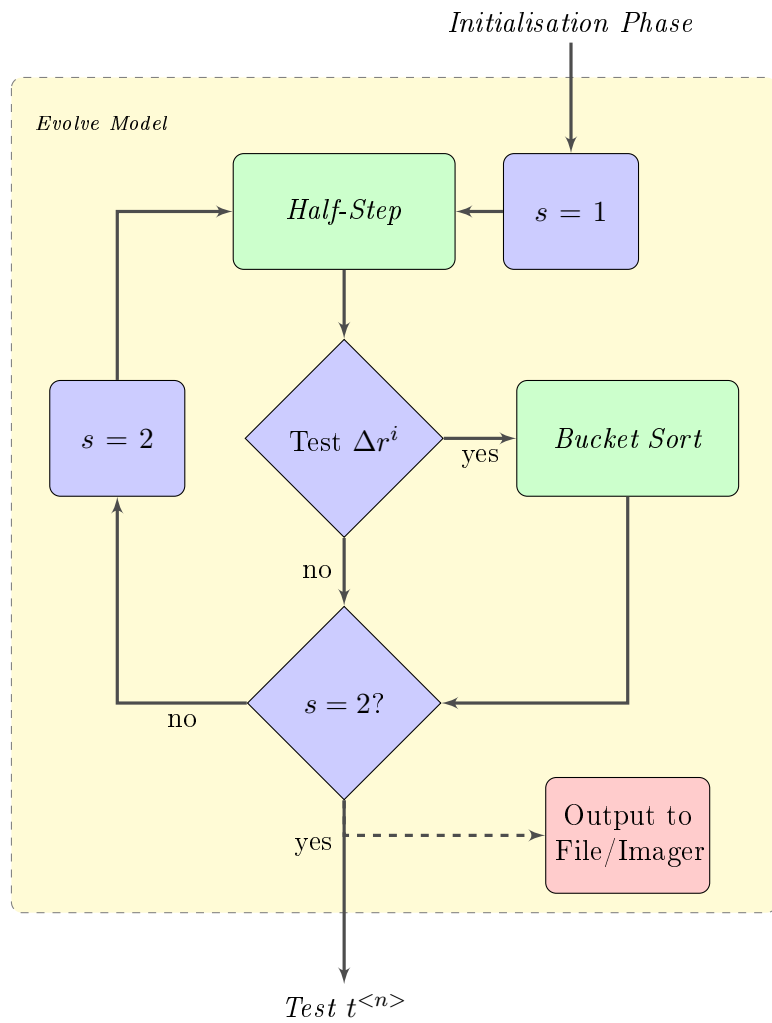 Initialisation Phase
Evolve Model
Half-Step
s = 1
s = 2
Test Δrⁱ
yes
Bucket Sort
no
s = 2?
no
yes
Output to
File/Imager
Test t^{<n>}